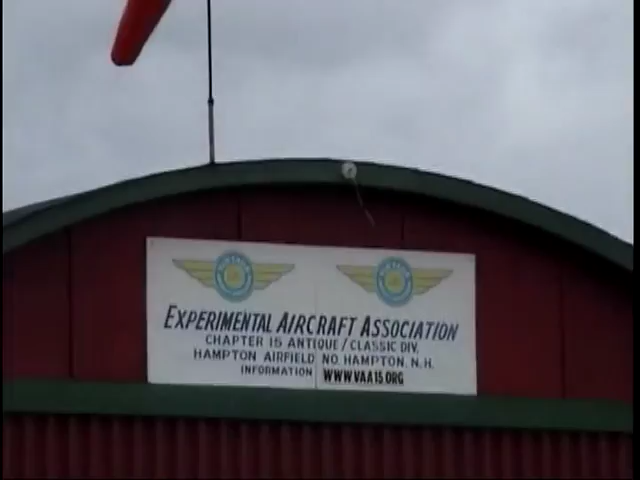 EXPERIMENTAL AIRCRAFT ASSOCIATION
CHAPTER 15 ANTIQUE / CLASSIC DIV.
HAMPTON AIRFIELD NO. HAMPTON, N.H.
INFORMATION WWW.VAA15.ORG